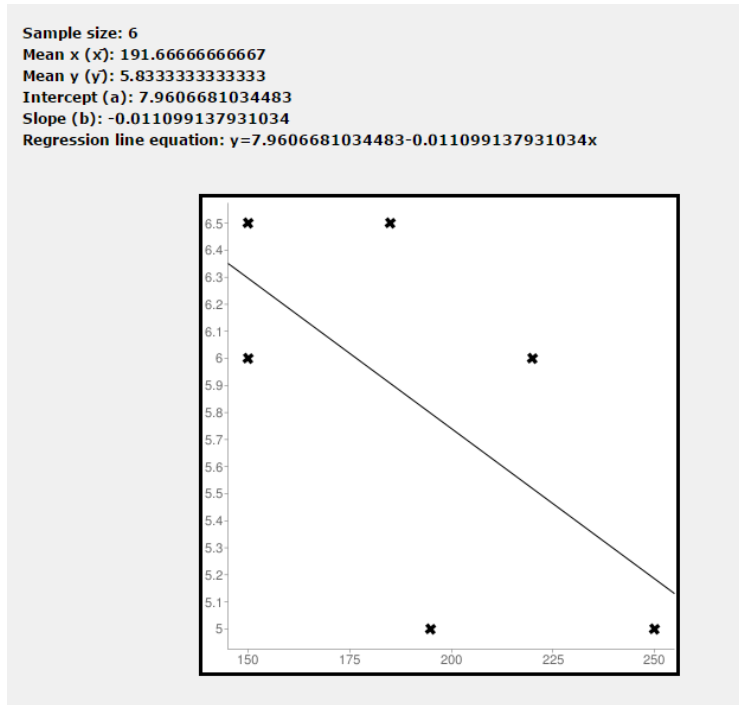 Sample size: 6
Mean x (x̄): 191.66666666667
Mean y (ȳ): 5.8333333333333
Intercept (a): 7.9606681034483
Slope (b): -0.011099137931034
Regression line equation: y=7.9606681034483-0.011099137931034x
6.5
6.4
6.3
6.2
6.1
6
5.9
5.8
5.7
5.6
5.5
5.4
5.3
5.2
5.1
5
150 175 200 225 250